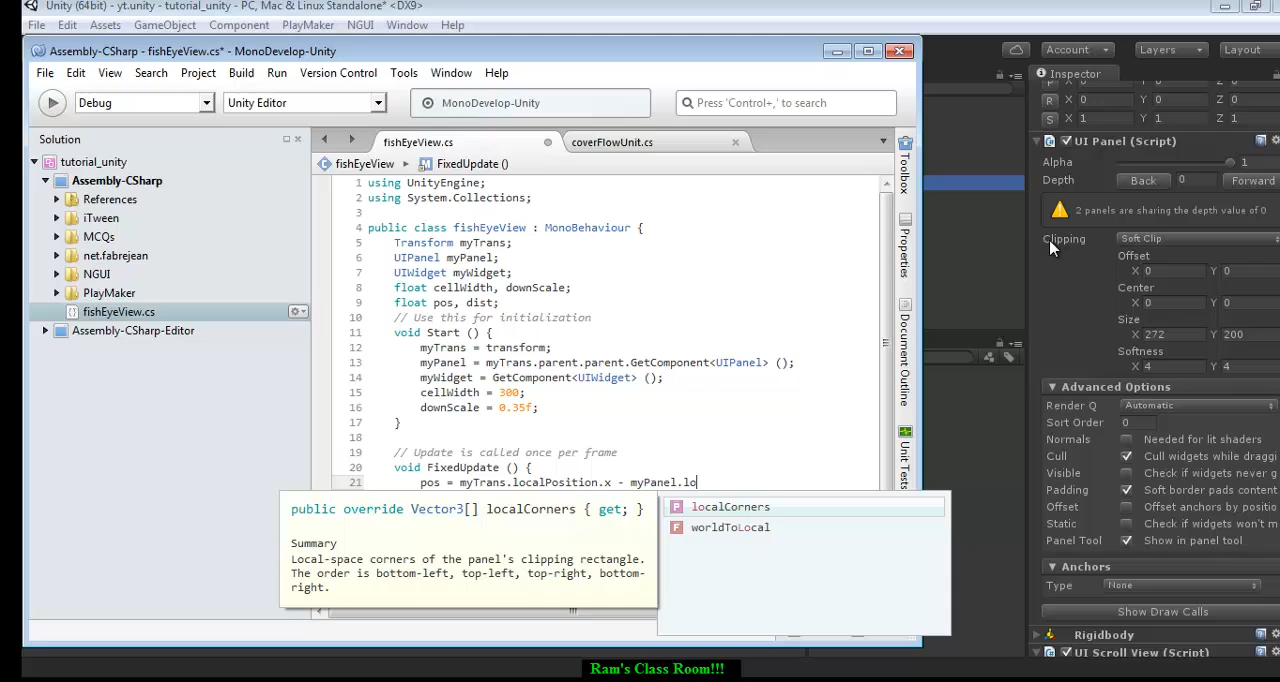 Unity (64bit) - yt.unity - tutorial_unity - PC, Mac & Linux Standalone* <DX9>
File Edit Assets GameObject Component PlayMaker NGUI Window Help
Assembly-CSharp - fishEyeView.cs* - MonoDevelop-Unity
Account Layers Layout
File Edit View Search Project Build Run Version Control Tools Window Help
Inspector
Debug Unity Editor MonoDevelop-Unity Press 'Control+,' to search
R X 0 Y 0 Z 0
S X 1 Y 1 Z 1
Solution fishEyeView.cs coverFlowUnit.cs
UI Panel (Script)
fishEyeView FixedUpdate ()
Alpha 1
Depth Back 0 Forward
2 panels are sharing the depth value of 0
Clipping Soft Clip
Offset
X 0 Y 0
Center
X 0 Y 0
Size
X 272 Y 200
Softness
X 4 Y 4
Advanced Options
Render Q Automatic
Sort Order 0
Normals Needed for lit shaders
Cull Cull widgets while draggi
Visible Check if widgets never g
Padding Soft border pads content
Offset Offset anchors by positio
Static Check if widgets won't m
Panel Tool Show in panel tool
Anchors
Type None
Show Draw Calls
Rigidbody
UI Scroll View (Script)
tutorial_unity
Assembly-CSharp
References
iTween
MCQs
net.fabrejean
NGUI
PlayMaker
fishEyeView.cs
Assembly-CSharp-Editor
1 using UnityEngine;
2 using System.Collections;
3
4 public class fishEyeView : MonoBehaviour {
5 Transform myTrans;
6 UIPanel myPanel;
7 UIWidget myWidget;
8 float cellWidth, downScale;
9 float pos, dist;
10 // Use this for initialization
11 void Start () {
12 myTrans = transform;
13 myPanel = myTrans.parent.parent.GetComponent<UIPanel> ();
14 myWidget = GetComponent<UIWidget> ();
15 cellWidth = 300;
16 downScale = 0.35f;
17 }
18
19 // Update is called once per frame
20 void FixedUpdate () {
21 pos = myTrans.localPosition.x - myPanel.lo
public override Vector3[] localCorners { get; }
Summary
Local-space corners of the panel's clipping rectangle.
The order is bottom-left, top-left, top-right, bottom-
right.
localCorners
worldToLocal
Toolbox
Properties
Document Outline
Unit Tests
Ram's Class Room!!!